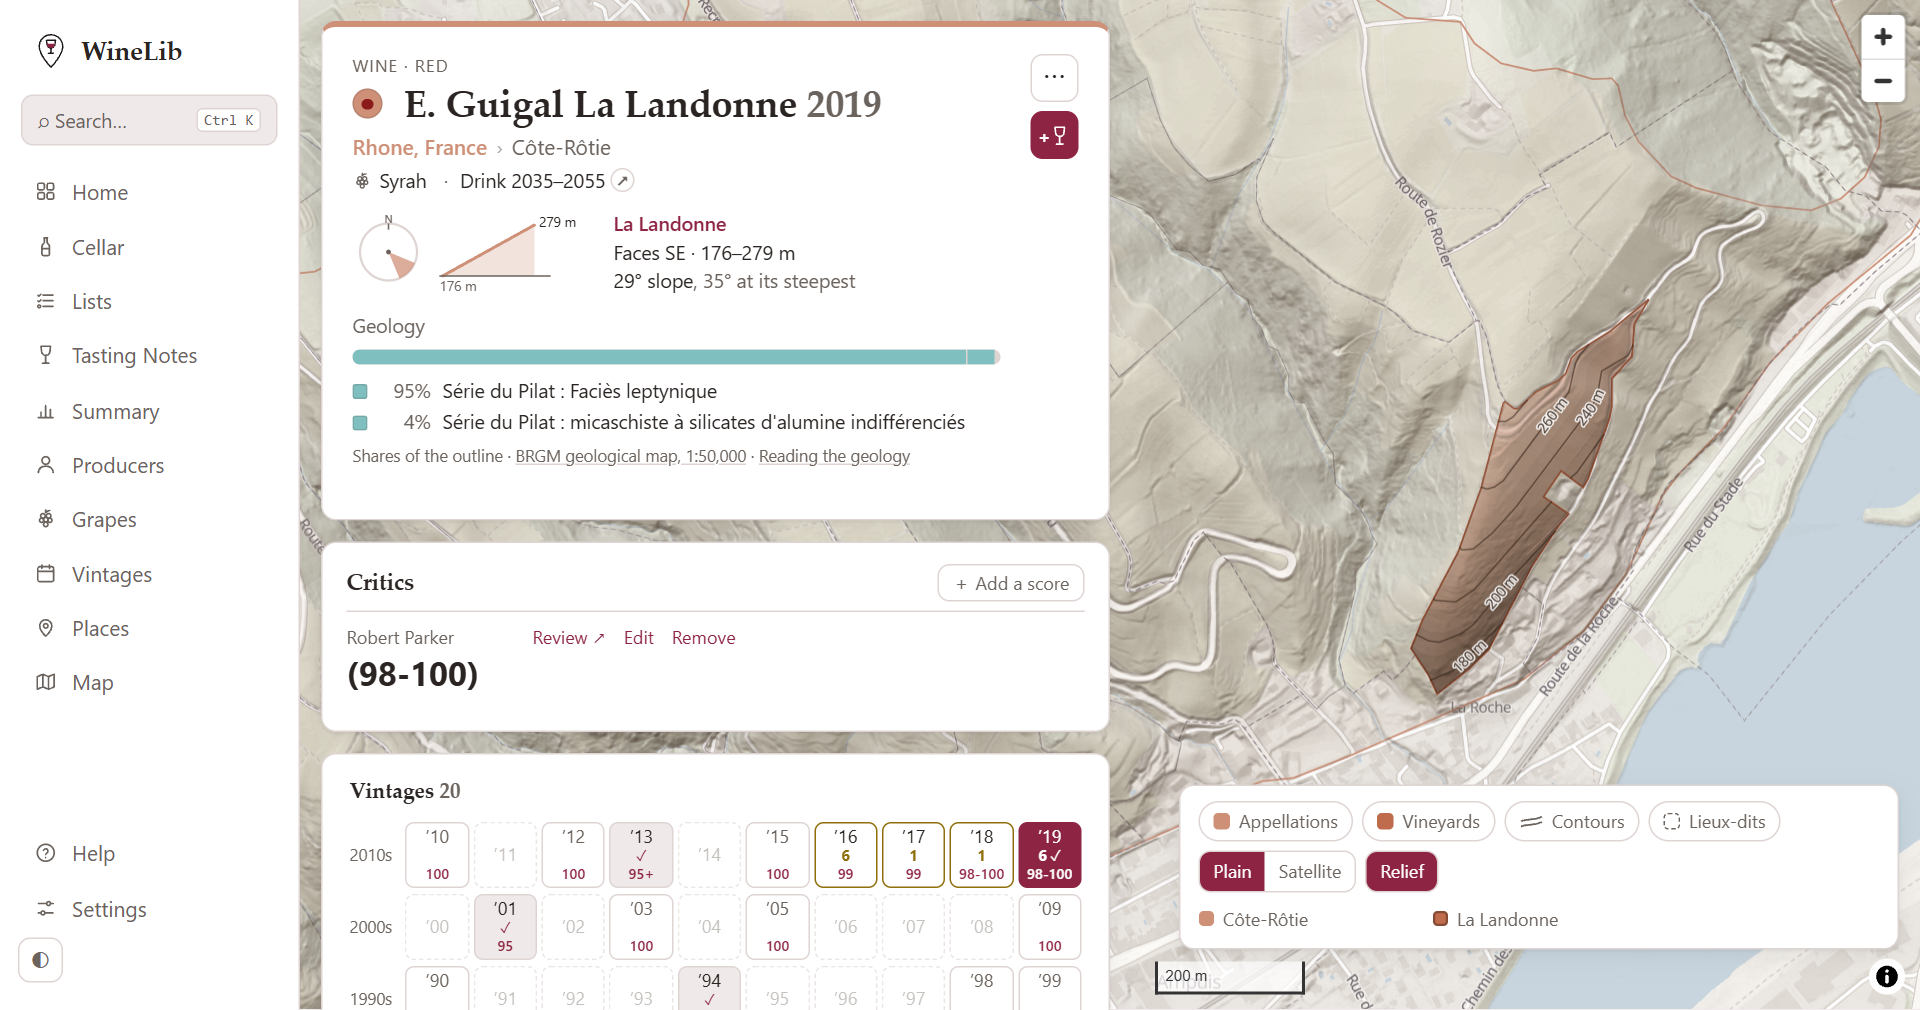 WineLib
Search...
Ctrl K
Home
Cellar
Lists
Tasting Notes
Summary
Producers
Grapes
Vintages
Places
Map
Help
Settings
WINE · RED
E. Guigal La Landonne 2019
Rhone, France › Côte-Rôtie
Syrah · Drink 2035–2055 ↗
N
279 m
176 m
La Landonne
Faces SE · 176–279 m
29° slope, 35° at its steepest
Geology
95% Série du Pilat : Faciès leptynique
4% Série du Pilat : micaschiste à silicates d'alumine indifférenciés
Shares of the outline · BRGM geological map, 1:50,000 · Reading the geology
Critics
+ Add a score
Robert Parker
Review ↗ Edit Remove
(98-100)
Vintages 20
2010s
'10
100
'11
'12
100
'13
✓
95+
'14
'15
100
'16
6
99
'17
1
99
'18
1
98-100
'19
6 ✓
98-100
2000s
'00
'01
✓
95
'02
'03
100
'04
'05
100
'06
'07
'08
'09
100
1990s
'90
'91
'92
'93
'94
✓
'95
'96
'97
'98
'99
Route de Rozier
260 m
240 m
200 m
180 m
Rue du Stade
Route de la Roche
La Roche
+
−
Appellations
Vineyards
Contours
Lieux-dits
Plain
Satellite
Relief
Côte-Rôtie
La Landonne
200 m
Ampuis
Chemin de
Rue d
Route